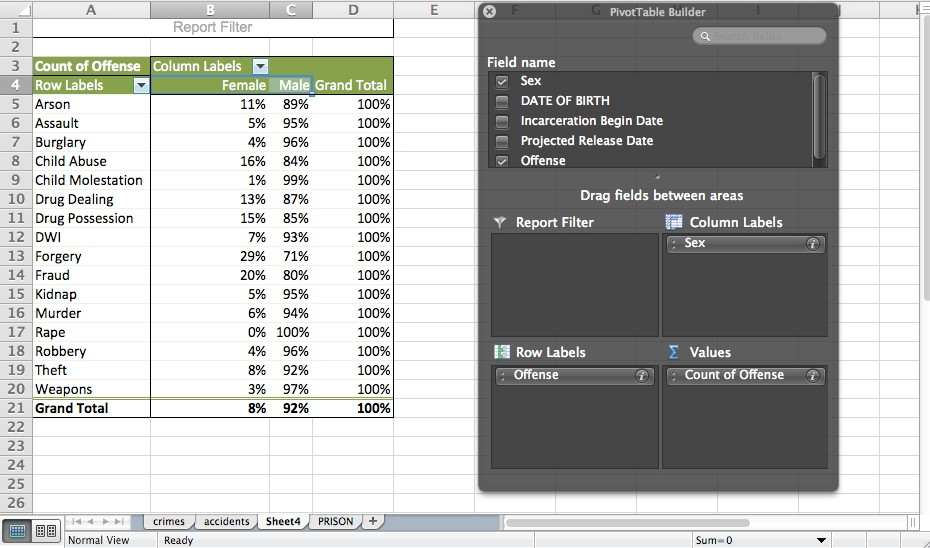 A B C D E F G H I J
PivotTable Builder
1 Report Filter
Search fields
2
3 Count of Offense Column Labels
Field name
4 Row Labels Female Male Grand Total
Sex
5 Arson 11% 89% 100%
DATE OF BIRTH
6 Assault 5% 95% 100%
Incarceration Begin Date
7 Burglary 4% 96% 100%
Projected Release Date
8 Child Abuse 16% 84% 100%
Offense
9 Child Molestation 1% 99% 100%
10 Drug Dealing 13% 87% 100%
Drag fields between areas
11 Drug Possession 15% 85% 100%
Report Filter Column Labels
12 DWI 7% 93% 100%
Sex
13 Forgery 29% 71% 100%
14 Fraud 20% 80% 100%
15 Kidnap 5% 95% 100%
16 Murder 6% 94% 100%
17 Rape 0% 100% 100%
18 Robbery 4% 96% 100%
Row Labels Σ Values
19 Theft 8% 92% 100%
Offense Count of Offense
20 Weapons 3% 97% 100%
21 Grand Total 8% 92% 100%
22
23
24
25
26
crimes accidents Sheet4 PRISON +
Normal View Ready Sum=0